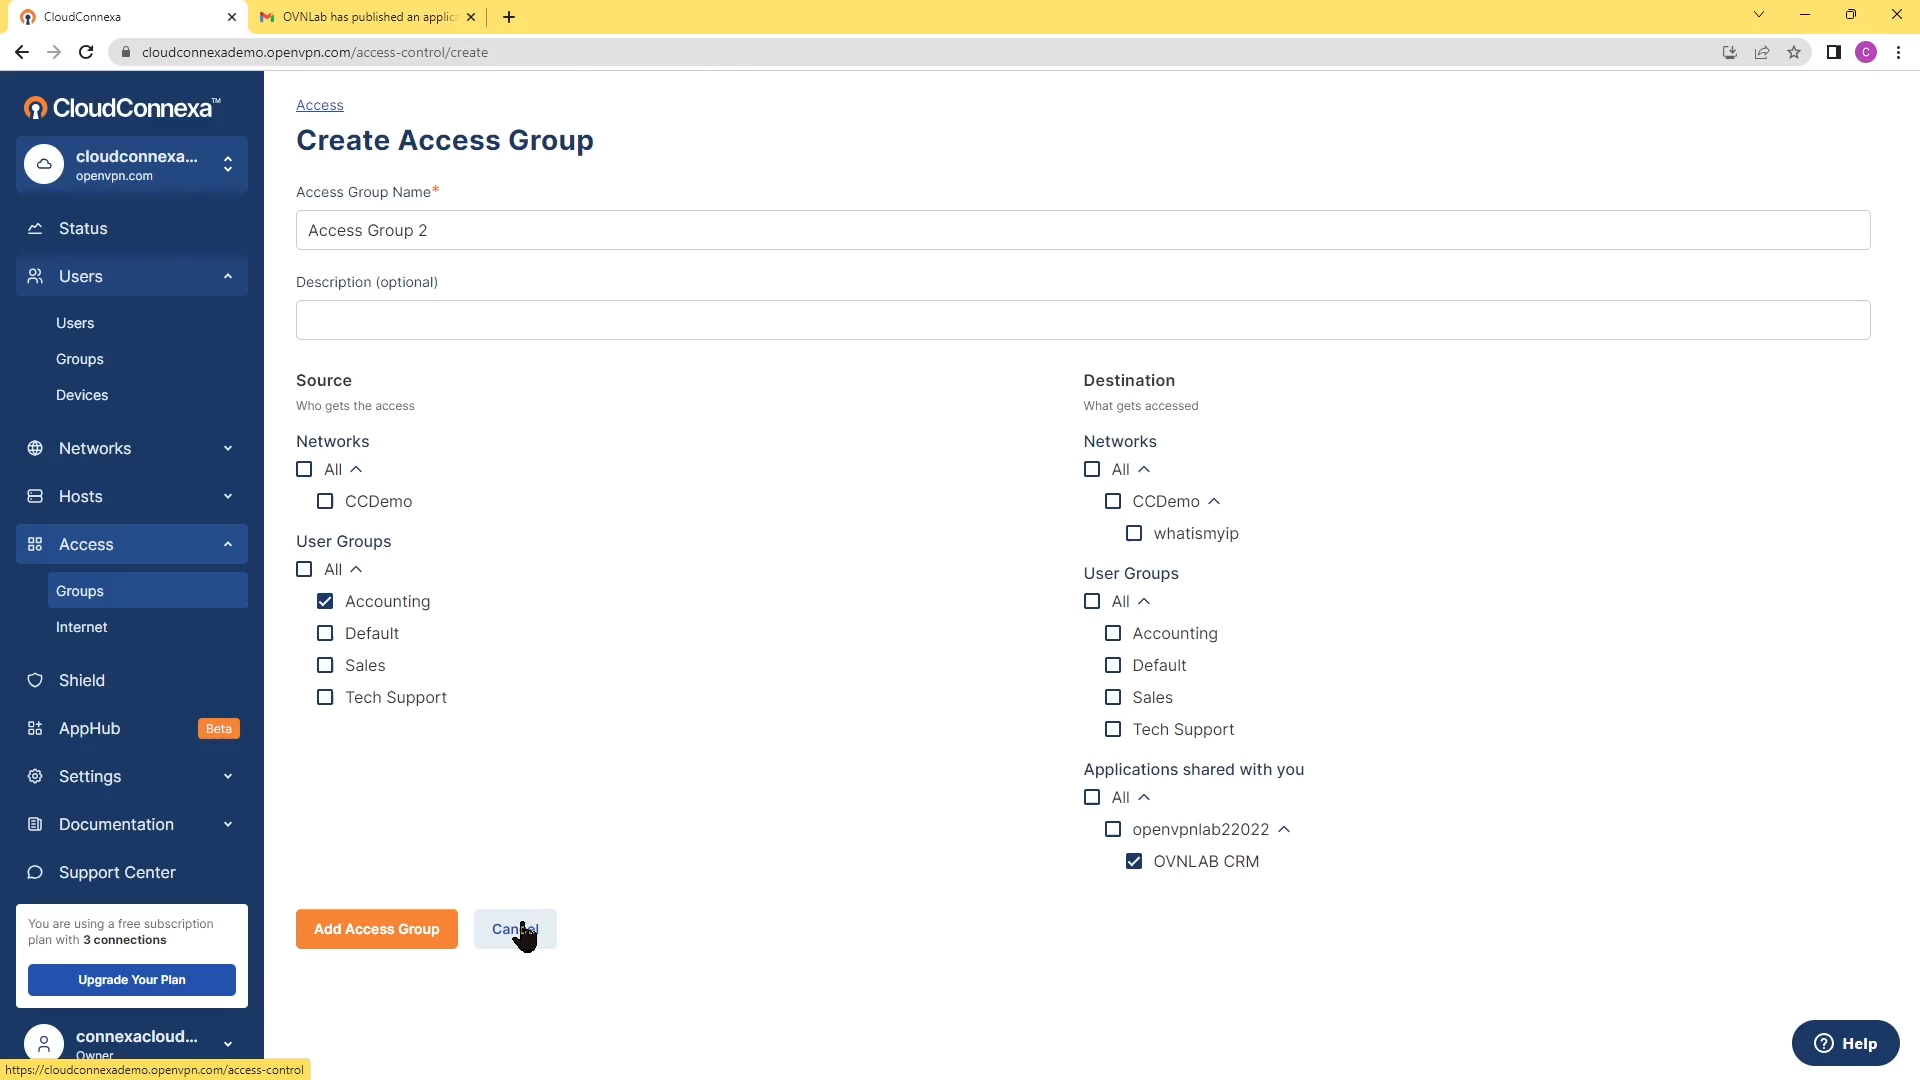 CloudConnexa
OVNLab has published an applic
cloudconnexademo.openvpn.com/access-control/create
C
CloudConnexa™
cloudconnexa...
openvpn.com
Status
Users
Users
Groups
Devices
Networks
Hosts
Access
Groups
Internet
Shield
AppHub Beta
Settings
Documentation
Support Center
You are using a free subscription
plan with 3 connections
Upgrade Your Plan
connexacloud...
Owner
https://cloudconnexademo.openvpn.com/access-control
Access
Create Access Group
Access Group Name*
Access Group 2
Description (optional)
Source
Who gets the access
Networks
All
CCDemo
User Groups
All
Accounting
Default
Sales
Tech Support
Destination
What gets accessed
Networks
All
CCDemo
whatismyip
User Groups
All
Accounting
Default
Sales
Tech Support
Applications shared with you
All
openvpnlab22022
OVNLAB CRM
Add Access Group
Cancel
Help